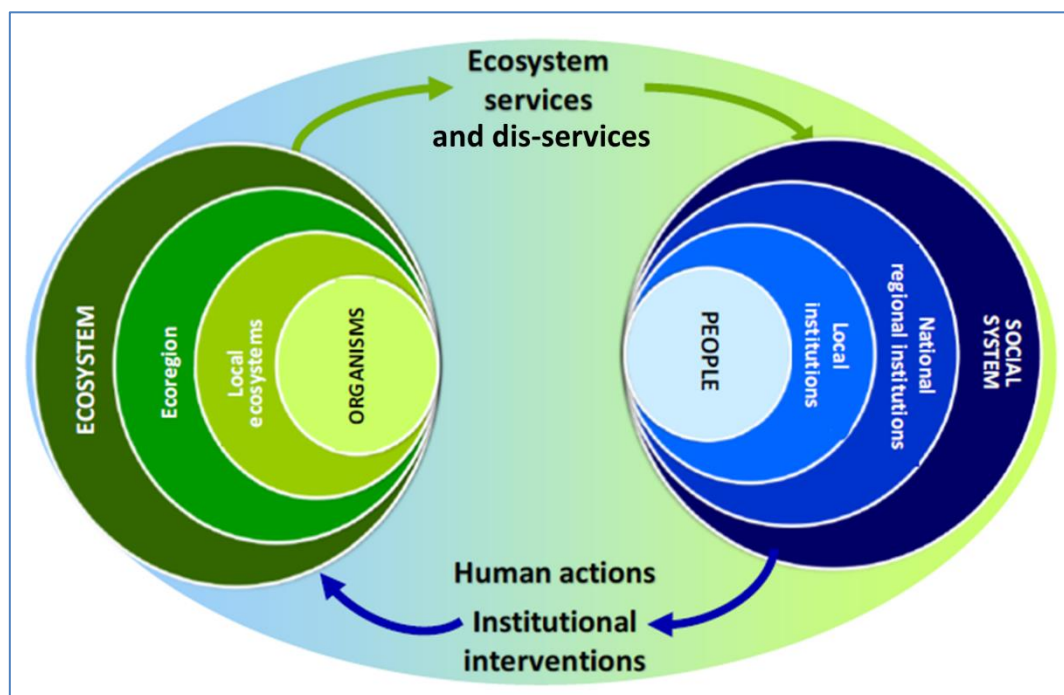 Ecosystem
services
and dis-services
ECOSYSTEM
Ecoregion
Local
ecosystems
ORGANISMS
PEOPLE
Local
institutions
National
regional institutions
SOCIAL
SYSTEM
Human actions
Institutional
interventions